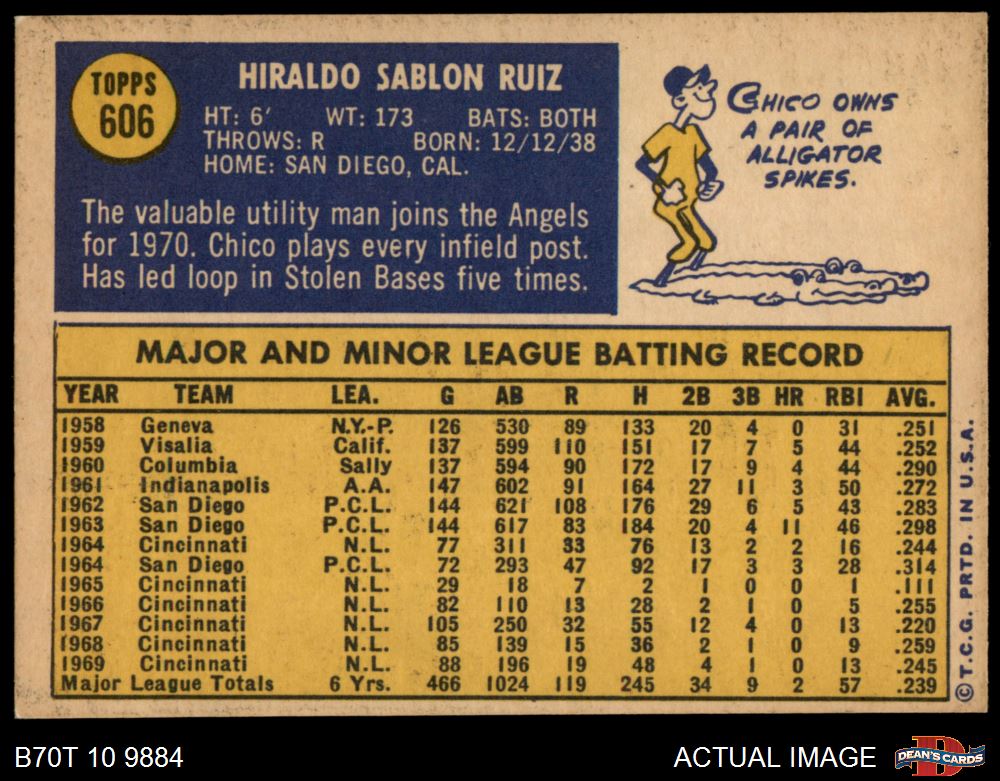 TOPPS
606
HIRALDO SABLON RUIZ
HT: 6' WT: 173 BATS: BOTH
THROWS: R BORN: 12/12/38
HOME: SAN DIEGO, CAL.
The valuable utility man joins the Angels
for 1970. Chico plays every infield post.
Has led loop in Stolen Bases five times.
CHICO OWNS
A PAIR OF
ALLIGATOR
SPIKES.
MAJOR AND MINOR LEAGUE BATTING RECORD
YEAR TEAM LEA. G AB R H 2B 3B HR RBI AVG.
1958 Geneva N.Y.-P. 126 530 89 133 20 4 0 31 .251
1959 Visalia Calif. 137 599 110 151 17 7 5 44 .252
1960 Columbia Sally 137 594 90 172 17 9 4 44 .290
1961 Indianapolis A.A. 147 602 91 164 27 11 3 50 .272
1962 San Diego P.C.L. 144 621 108 176 29 6 5 43 .283
1963 San Diego P.C.L. 144 617 83 184 20 4 11 46 .298
1964 Cincinnati N.L. 77 311 33 76 13 2 2 16 .244
1964 San Diego P.C.L. 72 293 47 92 17 3 3 28 .314
1965 Cincinnati N.L. 29 18 7 2 1 0 0 1 .111
1966 Cincinnati N.L. 82 110 13 28 2 1 0 5 .255
1967 Cincinnati N.L. 105 250 32 55 12 4 0 13 .220
1968 Cincinnati N.L. 85 139 15 36 2 1 0 9 .259
1969 Cincinnati N.L. 88 196 19 48 4 1 0 13 .245
Major League Totals 6 Yrs. 466 1024 119 245 34 9 2 57 .239
© T.C.G. PRTD. IN U.S.A.
B70T 10 9884 ACTUAL IMAGE
D
DEAN'S CARDS